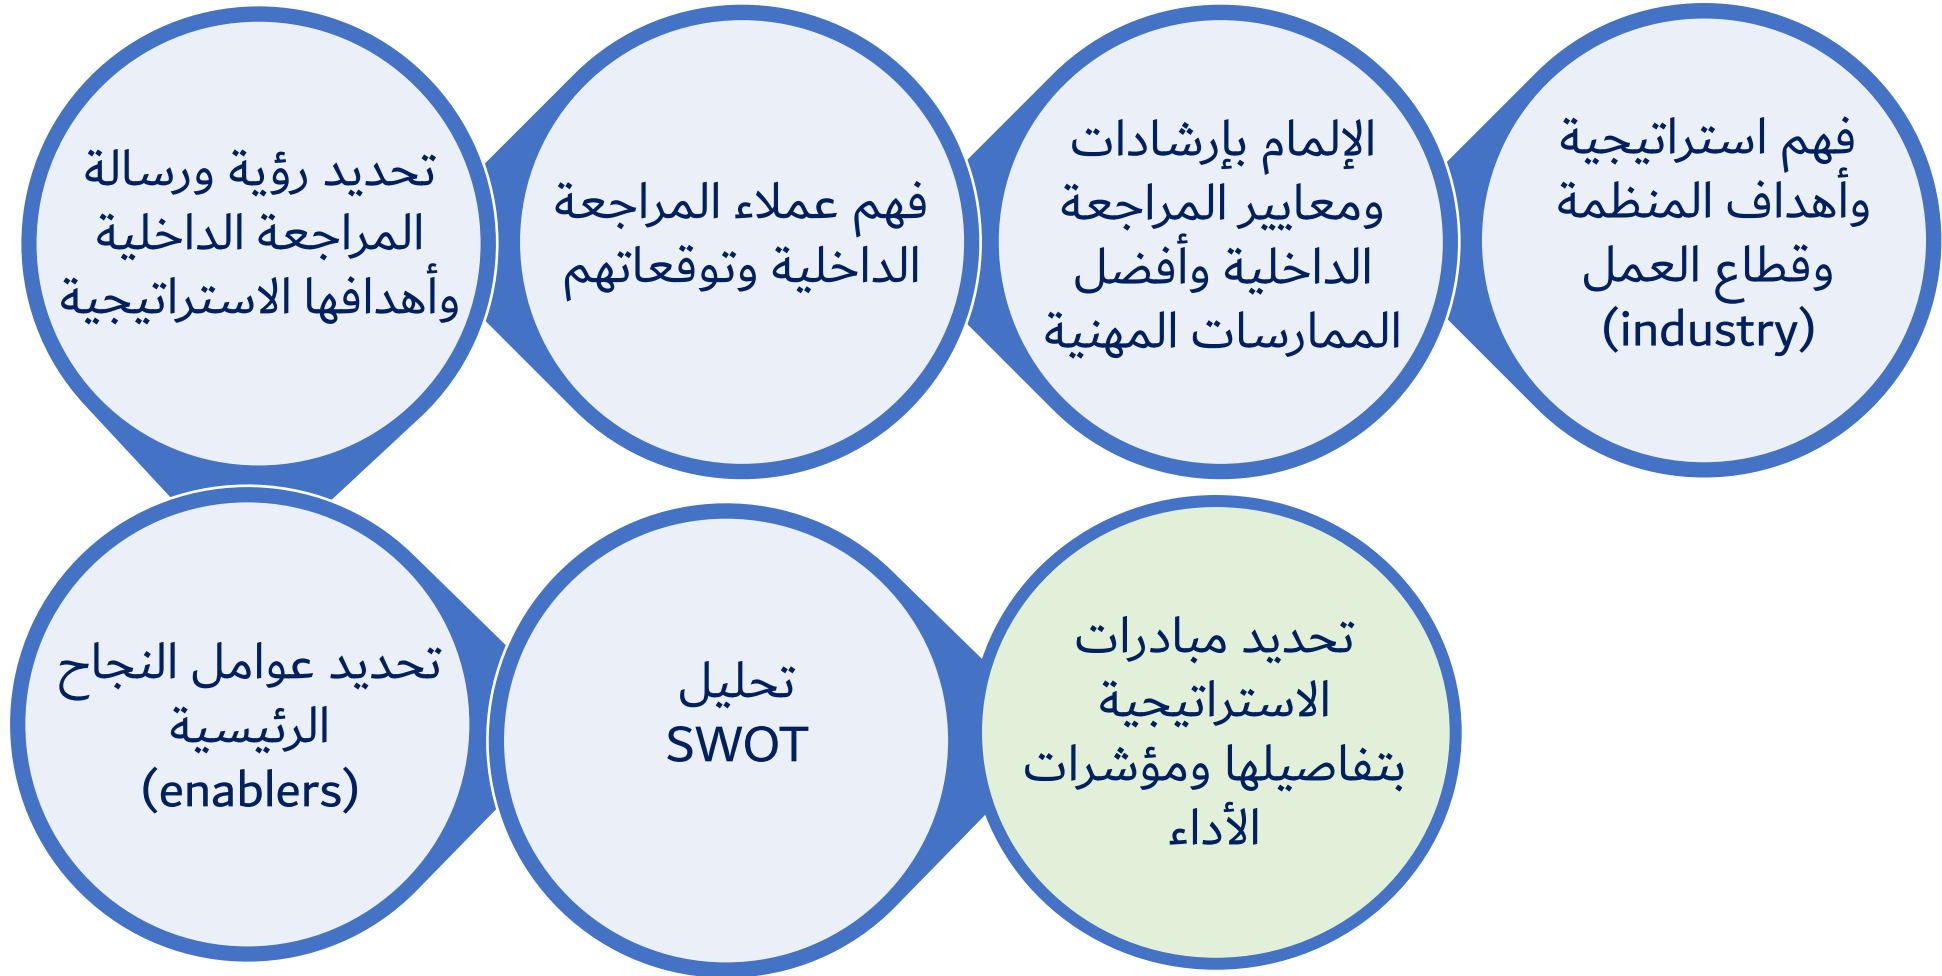 فهم استراتيجية
وأهداف المنظمة
وقطاع العمل
(industry)
الإلمام بإرشادات
ومعايير المراجعة
الداخلية وأفضل
الممارسات المهنية
فهم عملاء المراجعة
الداخلية وتوقعاتهم
تحديد رؤية ورسالة
المراجعة الداخلية
وأهدافها الاستراتيجية
تحديد عوامل النجاح
الرئيسية
(enablers)
تحليل
SWOT
تحديد مبادرات
الاستراتيجية
بتفاصيلها ومؤشرات
الأداء